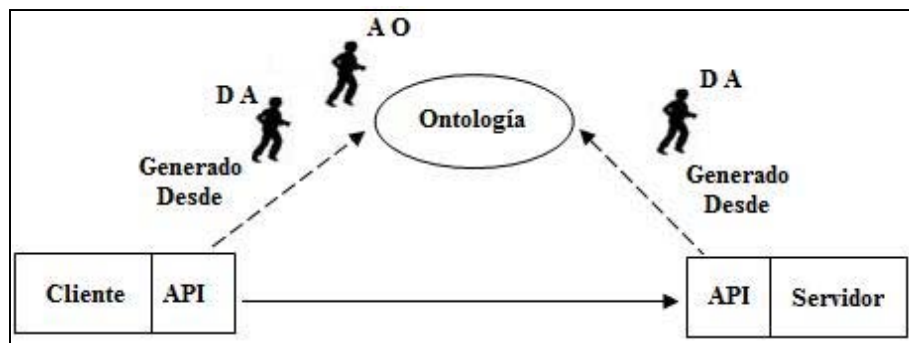 A O
D A
D A
Ontología
Generado
Desde
Generado
Desde
Cliente
API
API
Servidor